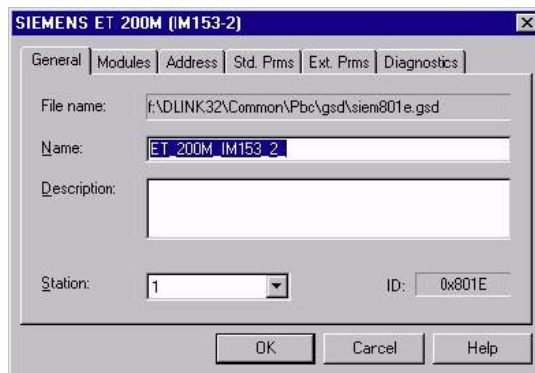 SIEMENS ET 200M (IM153-2)
General Modules Address Std. Prms Ext. Prms Diagnostics
File name: f:\DLINK32\Common\Pbc\gsd\siem801e.gsd
Name: ET_200M_IM153_2_
Description:
Station: 1 ID: 0x801E
OK Carcel Help